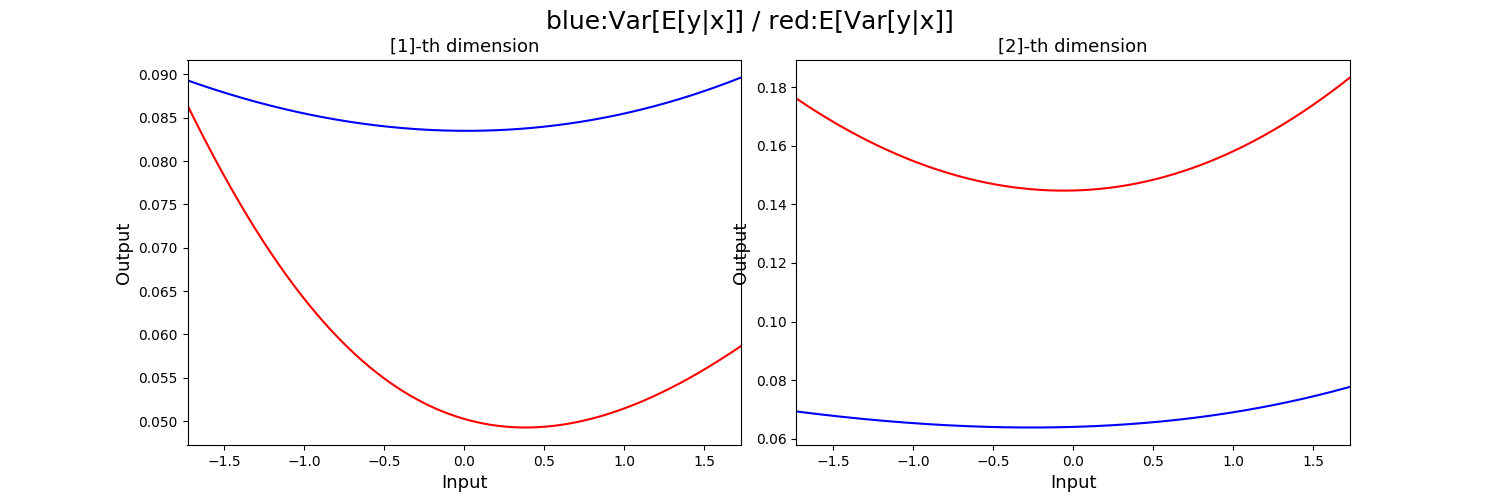 blue:Var[E[y|x]] / red:E[Var[y|x]]
[1]-th dimension
0.090
0.085
0.080
0.075
0.070
0.065
0.060
0.055
0.050
Output
−1.5 −1.0 −0.5 0.0 0.5 1.0 1.5
Input
[2]-th dimension
0.18
0.16
0.14
0.12
0.10
0.08
0.06
Output
−1.5 −1.0 −0.5 0.0 0.5 1.0 1.5
Input